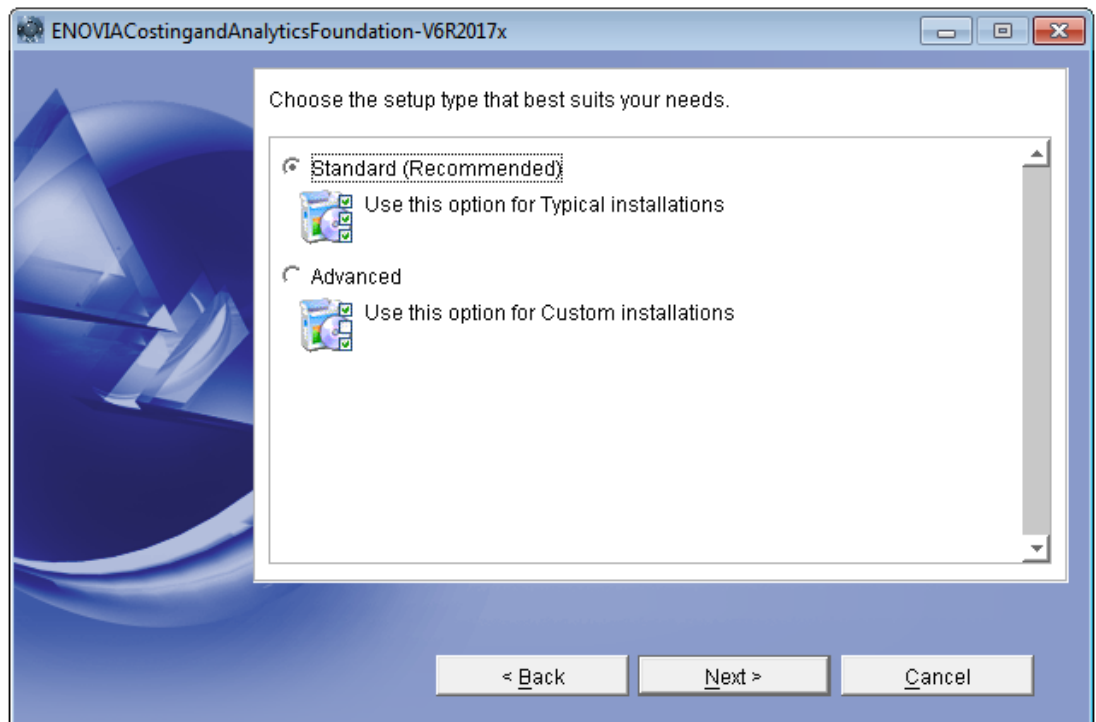 ENOVIACostingandAnalyticsFoundation-V6R2017x
Choose the setup type that best suits your needs.
Standard (Recommended)
Use this option for Typical installations
Advanced
Use this option for Custom installations
< Back Next > Cancel